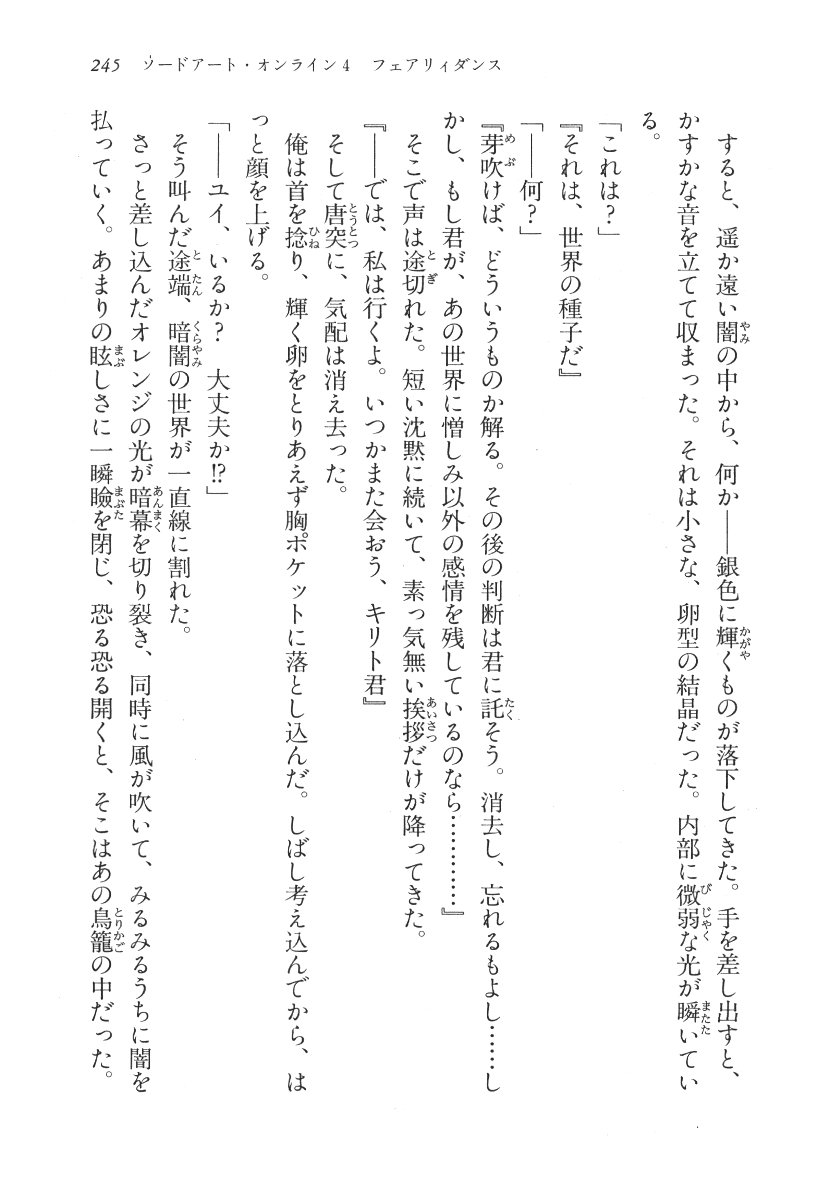 245　ソードアート・オンライン4　フェアリィダンス
　すると、遥か遠い闇の中から、何か――銀色に輝くものが落下してきた。手を差し出すと、
かすかな音を立てて収まった。それは小さな、卵型の結晶だった。内部に微弱な光が瞬いてい
る。
「これは？」
『それは、世界の種子だ』
「――何？」
『芽吹けば、どういうものか解る。その後の判断は君に託そう。消去し、忘れるもよし……し
かし、もし君が、あの世界に憎しみ以外の感情を残しているのなら…………』
　そこで声は途切れた。短い沈黙に続いて、素っ気無い挨拶だけが降ってきた。
『――では、私は行くよ。いつかまた会おう、キリト君』
　そして唐突に、気配は消え去った。
　俺は首を捻り、輝く卵をとりあえず胸ポケットに落とし込んだ。しばし考え込んでから、は
っと顔を上げる。
「――ユイ、いるか？　大丈夫か!?」
　そう叫んだ途端、暗闇の世界が一直線に割れた。
　さっと差し込んだオレンジの光が暗幕を切り裂き、同時に風が吹いて、みるみるうちに闇を
払っていく。あまりの眩しさに一瞬瞼を閉じ、恐る恐る開くと、そこはあの鳥籠の中だった。